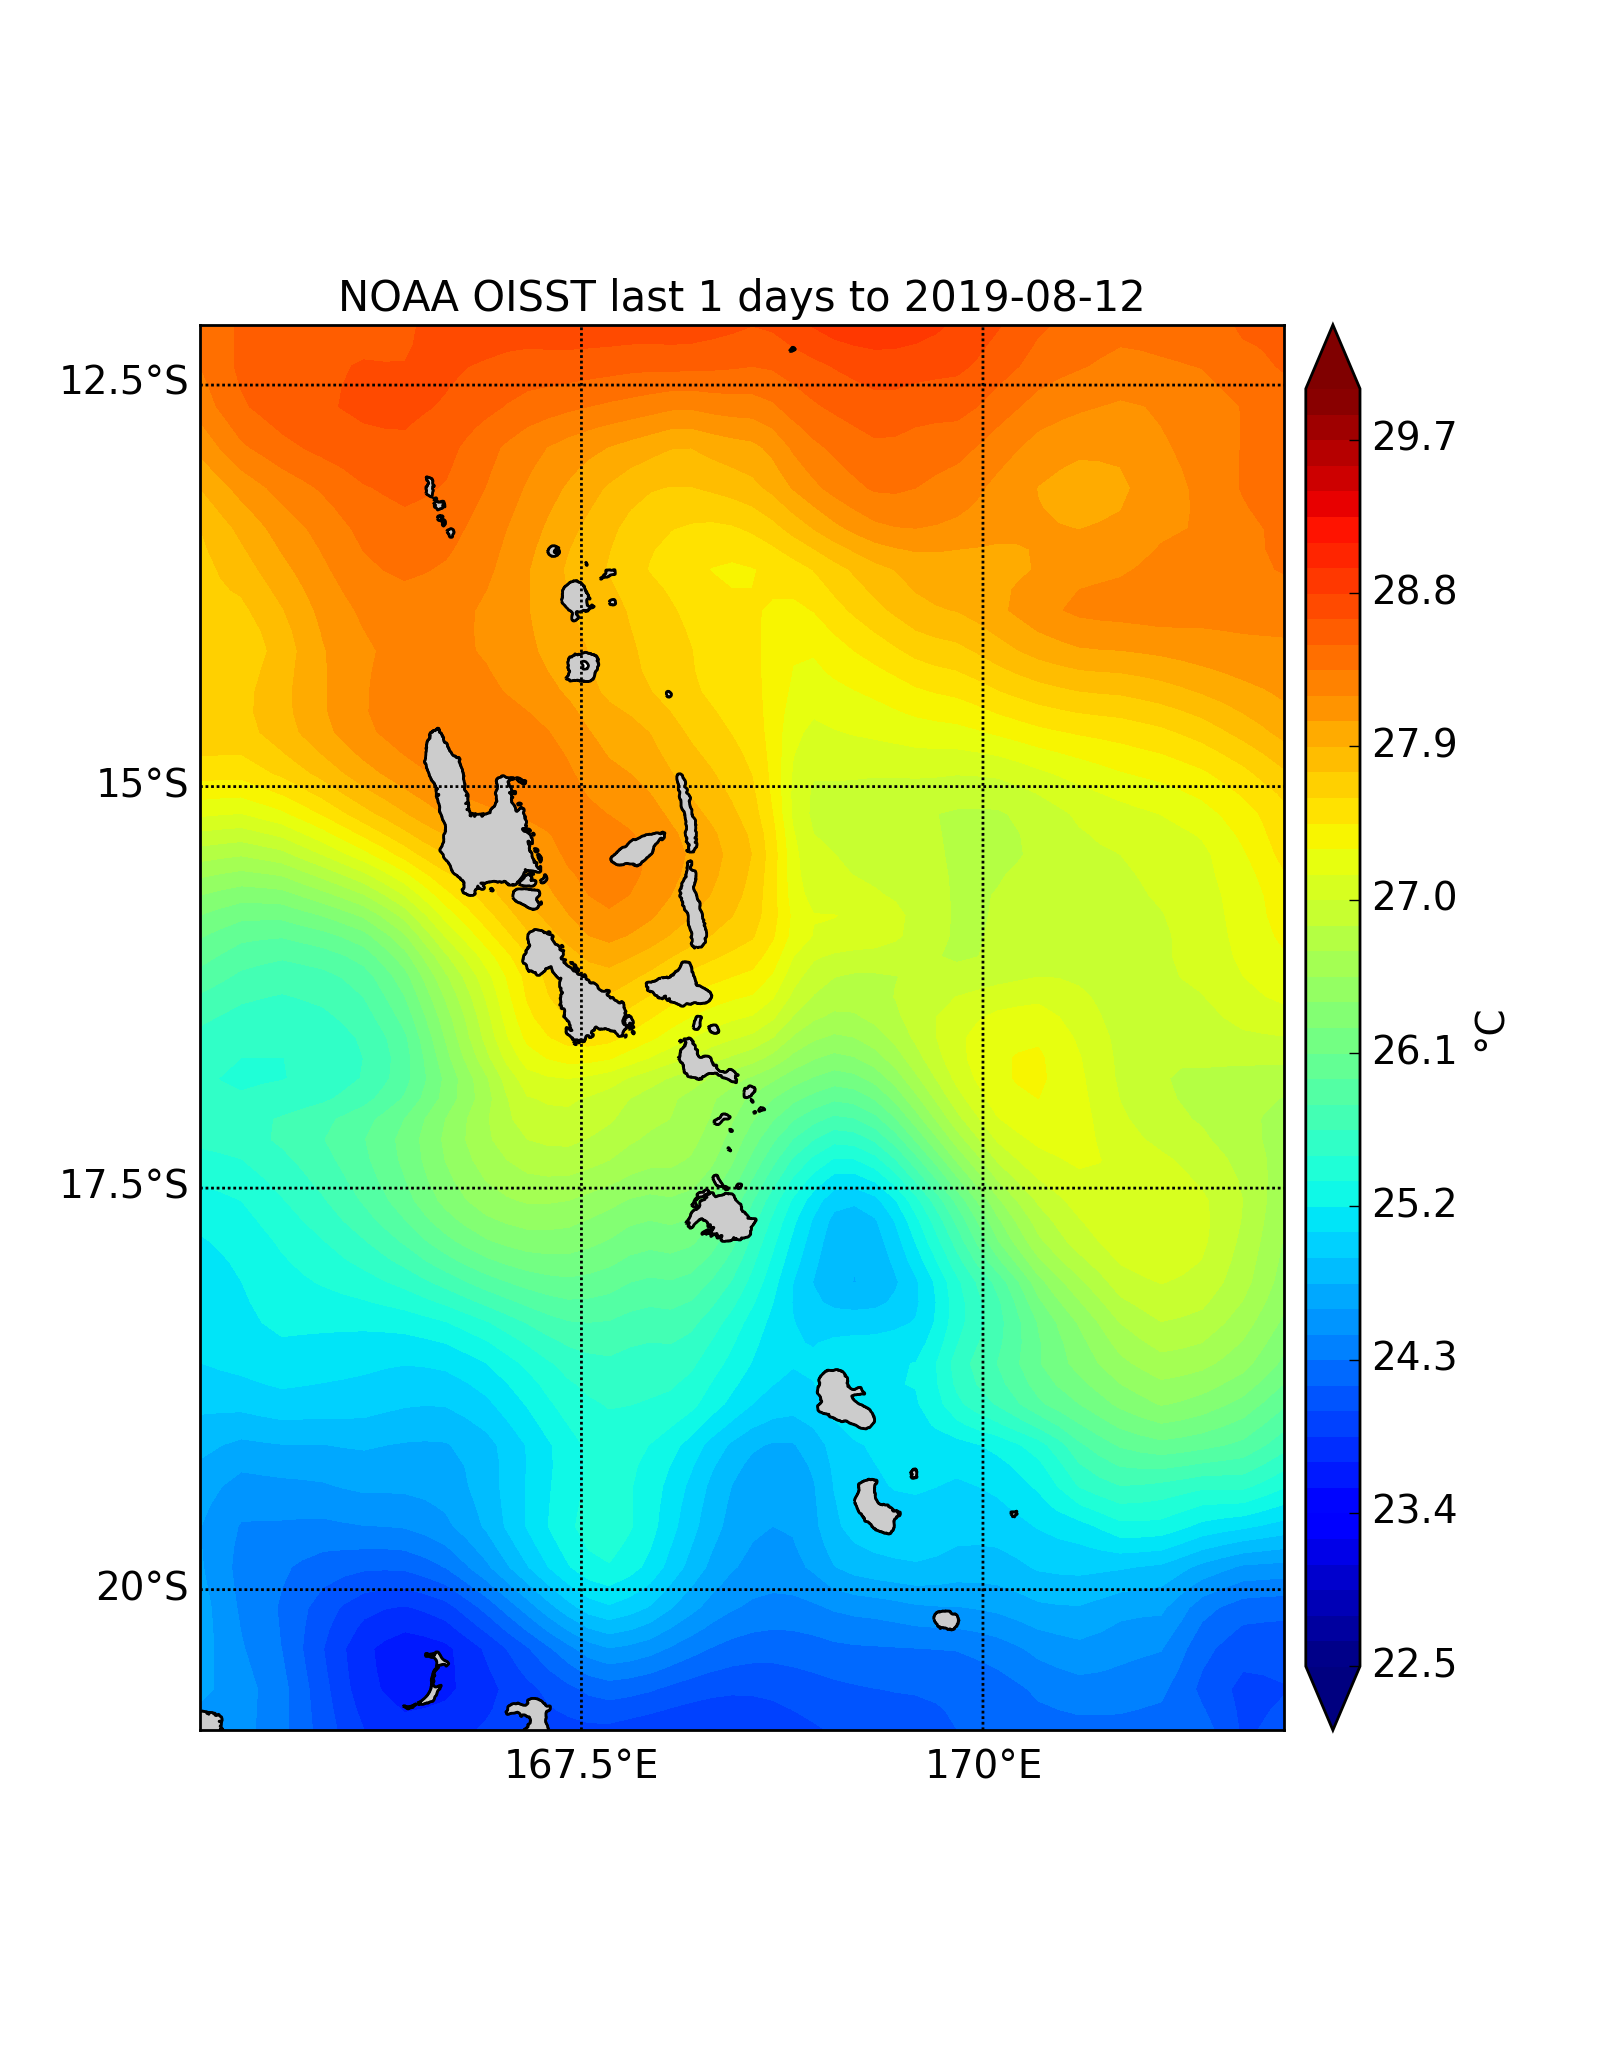 NOAA OISST last 1 days to 2019-08-12
12.5°S
15°S
17.5°S
20°S
167.5°E
170°E
29.7
28.8
27.9
27.0
26.1
25.2
24.3
23.4
22.5
°C